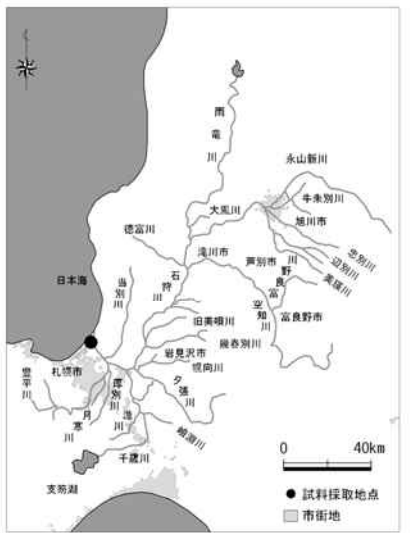 雨竜川
永山新川
牛朱別川
大鳳川
旭川市
徳富川
忠別川
辺別川
滝川市
芦別市
美瑛川
日本海
当別川
石狩川
富良野川
空知川
旧美唄川
富良野市
幾春別川
岩見沢市
札幌市
幌向川
豊平川
厚別川
夕張川
月寒川
嶮淵川
千歳川
支笏湖
0 40km
試料採取地点
市街地